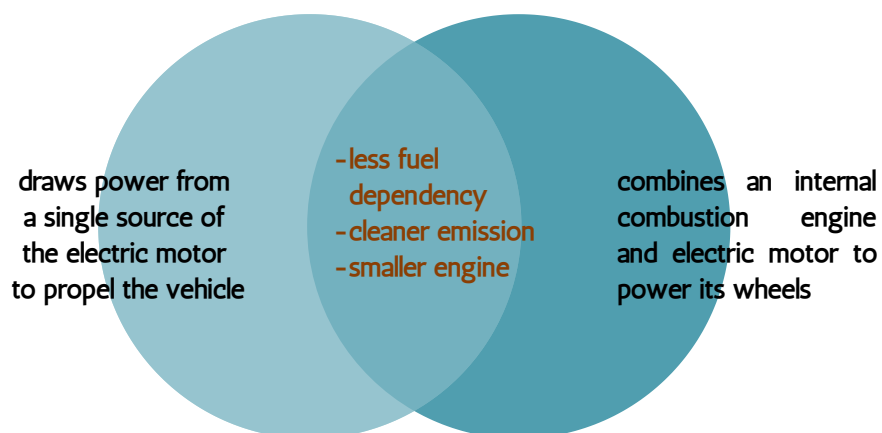 draws power from
a single source of
the electric motor
to propel the vehicle
-less fuel
dependency
-cleaner emission
-smaller engine
combines an internal
combustion engine
and electric motor to
power its wheels